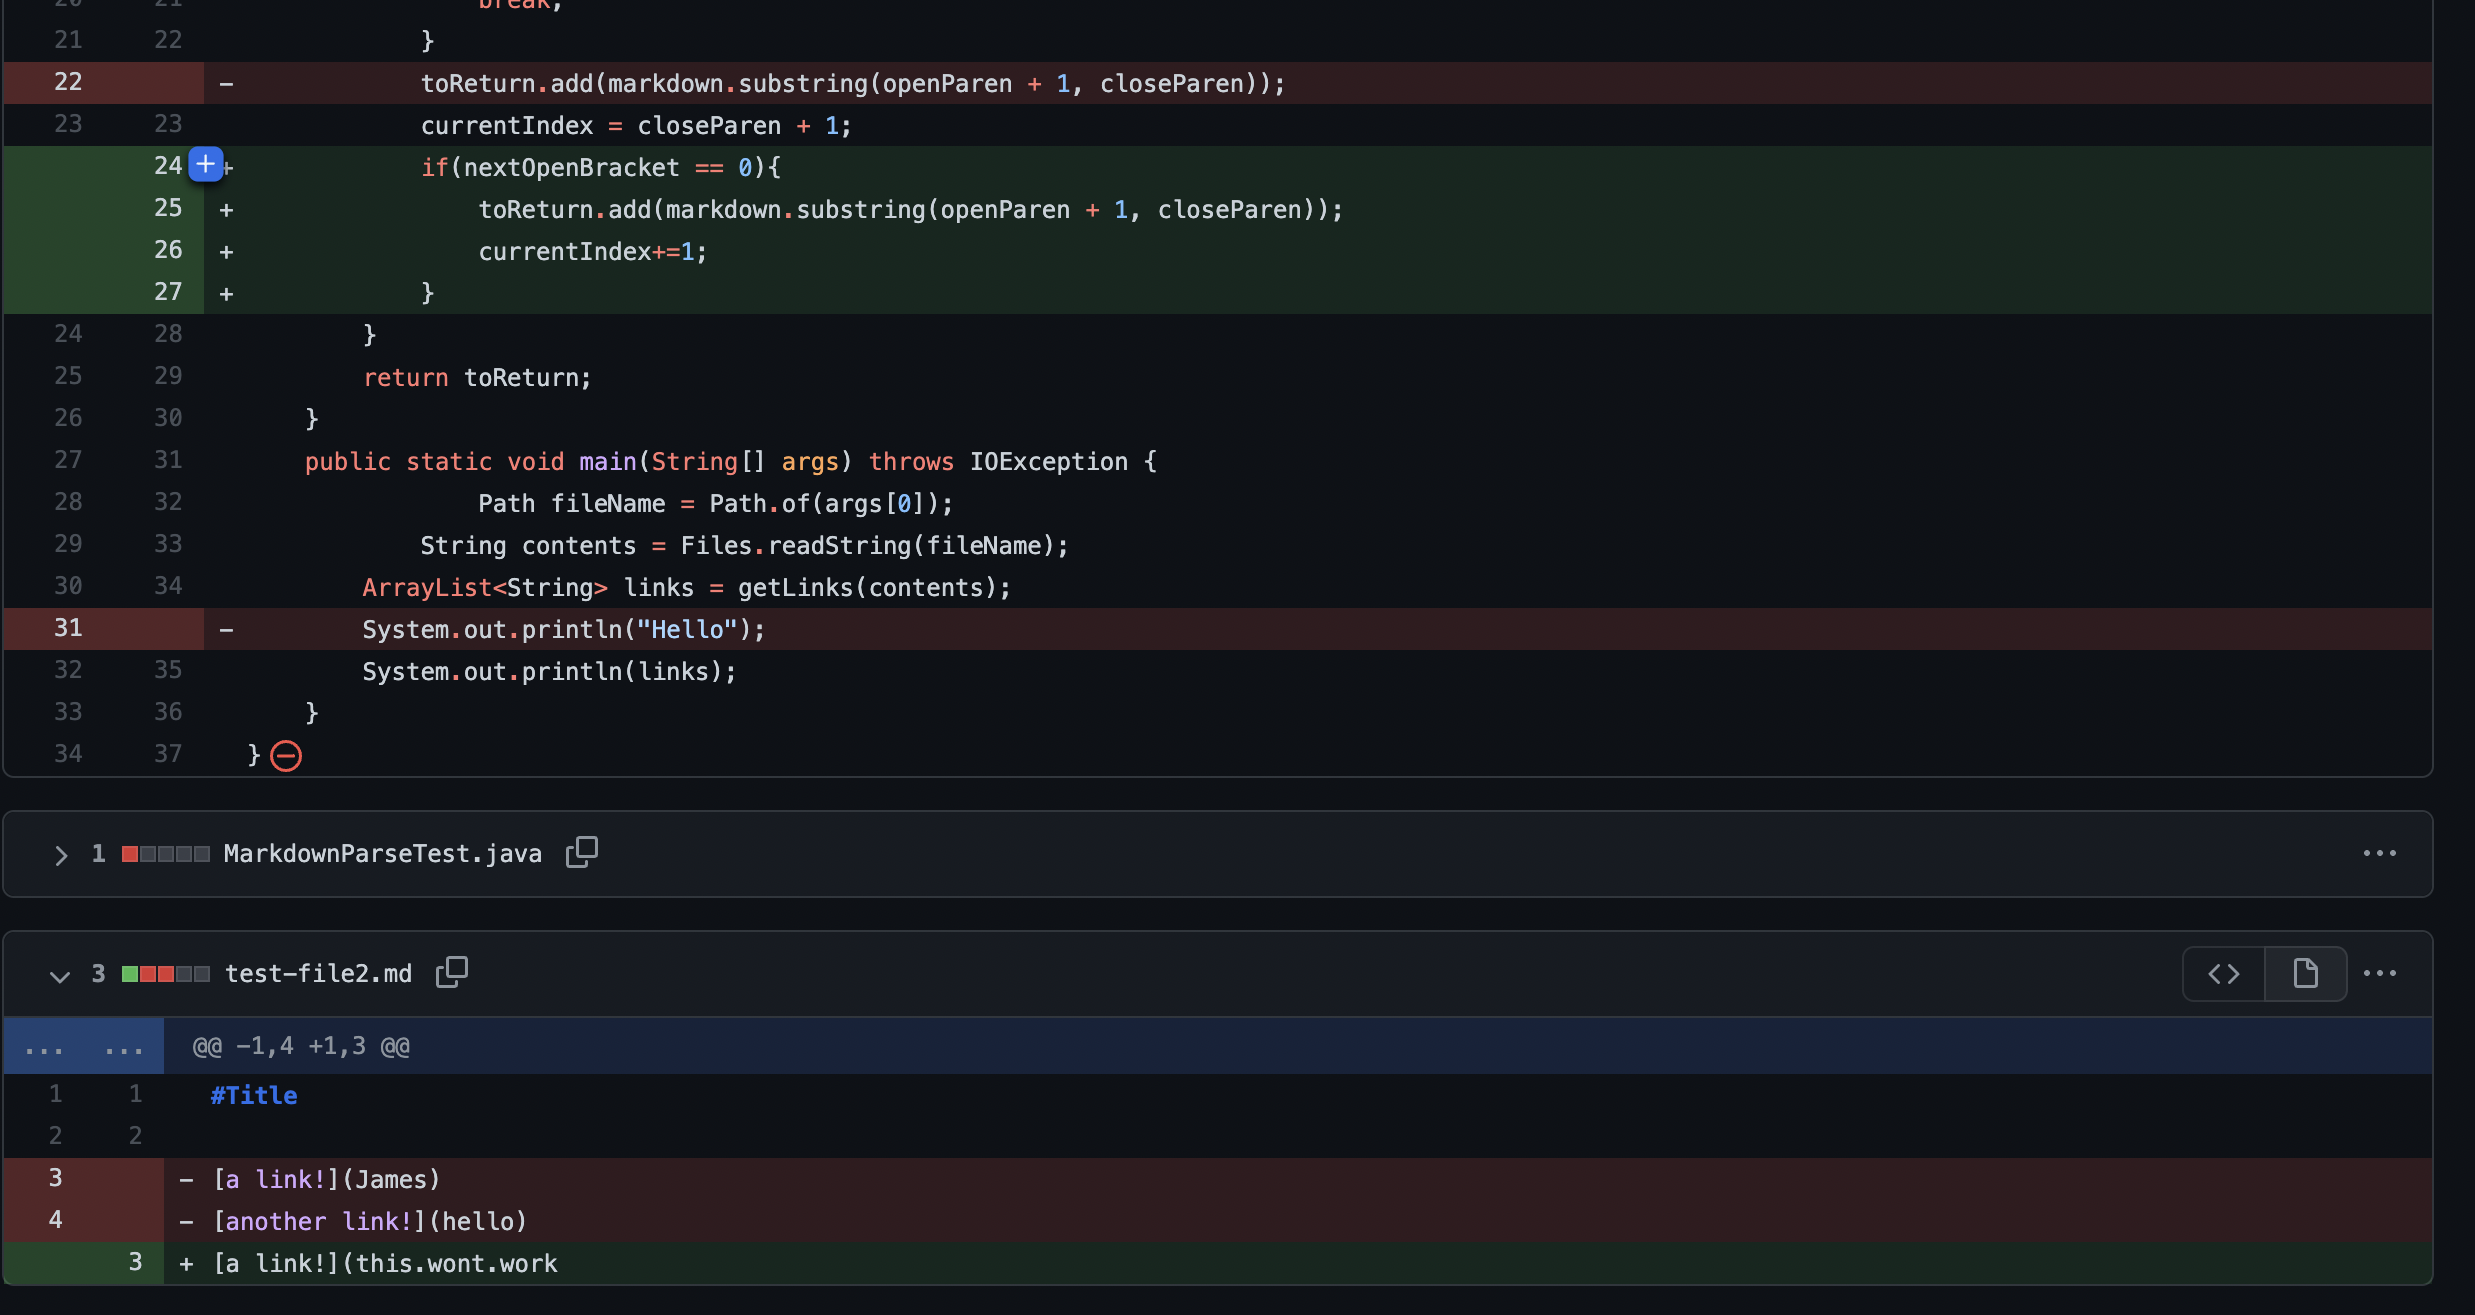 20 21 break;
21 22 }
22 - toReturn.add(markdown.substring(openParen + 1, closeParen));
23 23 currentIndex = closeParen + 1;
24 + if(nextOpenBracket == 0){
25 + toReturn.add(markdown.substring(openParen + 1, closeParen));
26 + currentIndex+=1;
27 + }
24 28 }
25 29 return toReturn;
26 30 }
27 31 public static void main(String[] args) throws IOException {
28 32 Path fileName = Path.of(args[0]);
29 33 String contents = Files.readString(fileName);
30 34 ArrayList<String> links = getLinks(contents);
31 - System.out.println("Hello");
32 35 System.out.println(links);
33 36 }
34 37 }
1 MarkdownParseTest.java
3 test-file2.md
... ... @@ -1,4 +1,3 @@
1 1 #Title
2 2
3 - [a link!](James)
4 - [another link!](hello)
3 + [a link!](this.wont.work